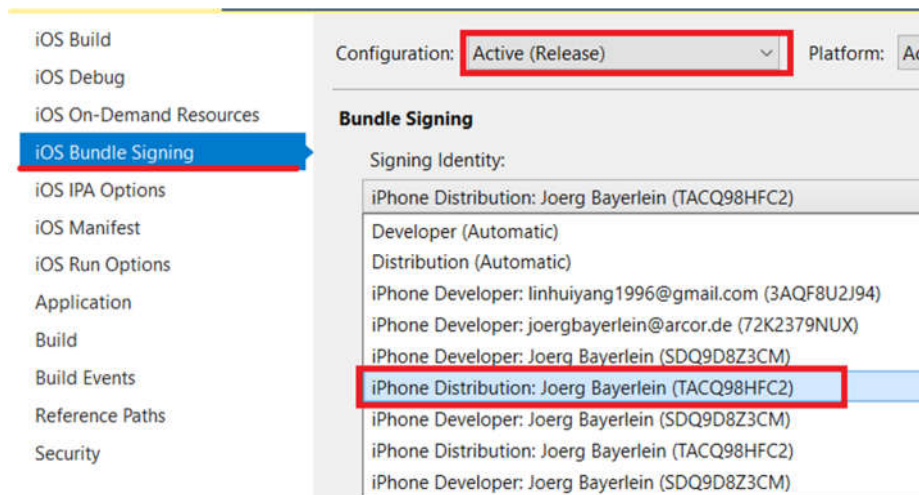 iOS Build
iOS Debug
iOS On-Demand Resources
iOS Bundle Signing
iOS IPA Options
iOS Manifest
iOS Run Options
Application
Build
Build Events
Reference Paths
Security
Configuration: Active (Release) Platform: Ac
Bundle Signing
Signing Identity:
iPhone Distribution: Joerg Bayerlein (TACQ98HFC2)
Developer (Automatic)
Distribution (Automatic)
iPhone Developer: linhuiyang1996@gmail.com (3AQF8U2J94)
iPhone Developer: joergbayerlein@arcor.de (72K2379NUX)
iPhone Developer: Joerg Bayerlein (SDQ9D8Z3CM)
iPhone Distribution: Joerg Bayerlein (TACQ98HFC2)
iPhone Developer: Joerg Bayerlein (SDQ9D8Z3CM)
iPhone Distribution: Joerg Bayerlein (TACQ98HFC2)
iPhone Developer: Joerg Bayerlein (SDQ9D8Z3CM)